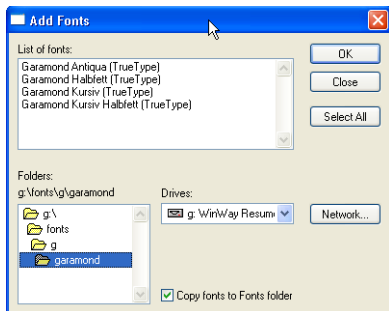 Add Fonts
List of fonts:
Garamond Antiqua (TrueType)
Garamond Halbfett (TrueType)
Garamond Kursiv (TrueType)
Garamond Kursiv Halbfett (TrueType)
OK
Close
Select All
Folders:
g:\fonts\g\garamond
g:\
fonts
g
garamond
Drives:
g: WinWay
Network...
Copy fonts to Fonts folder